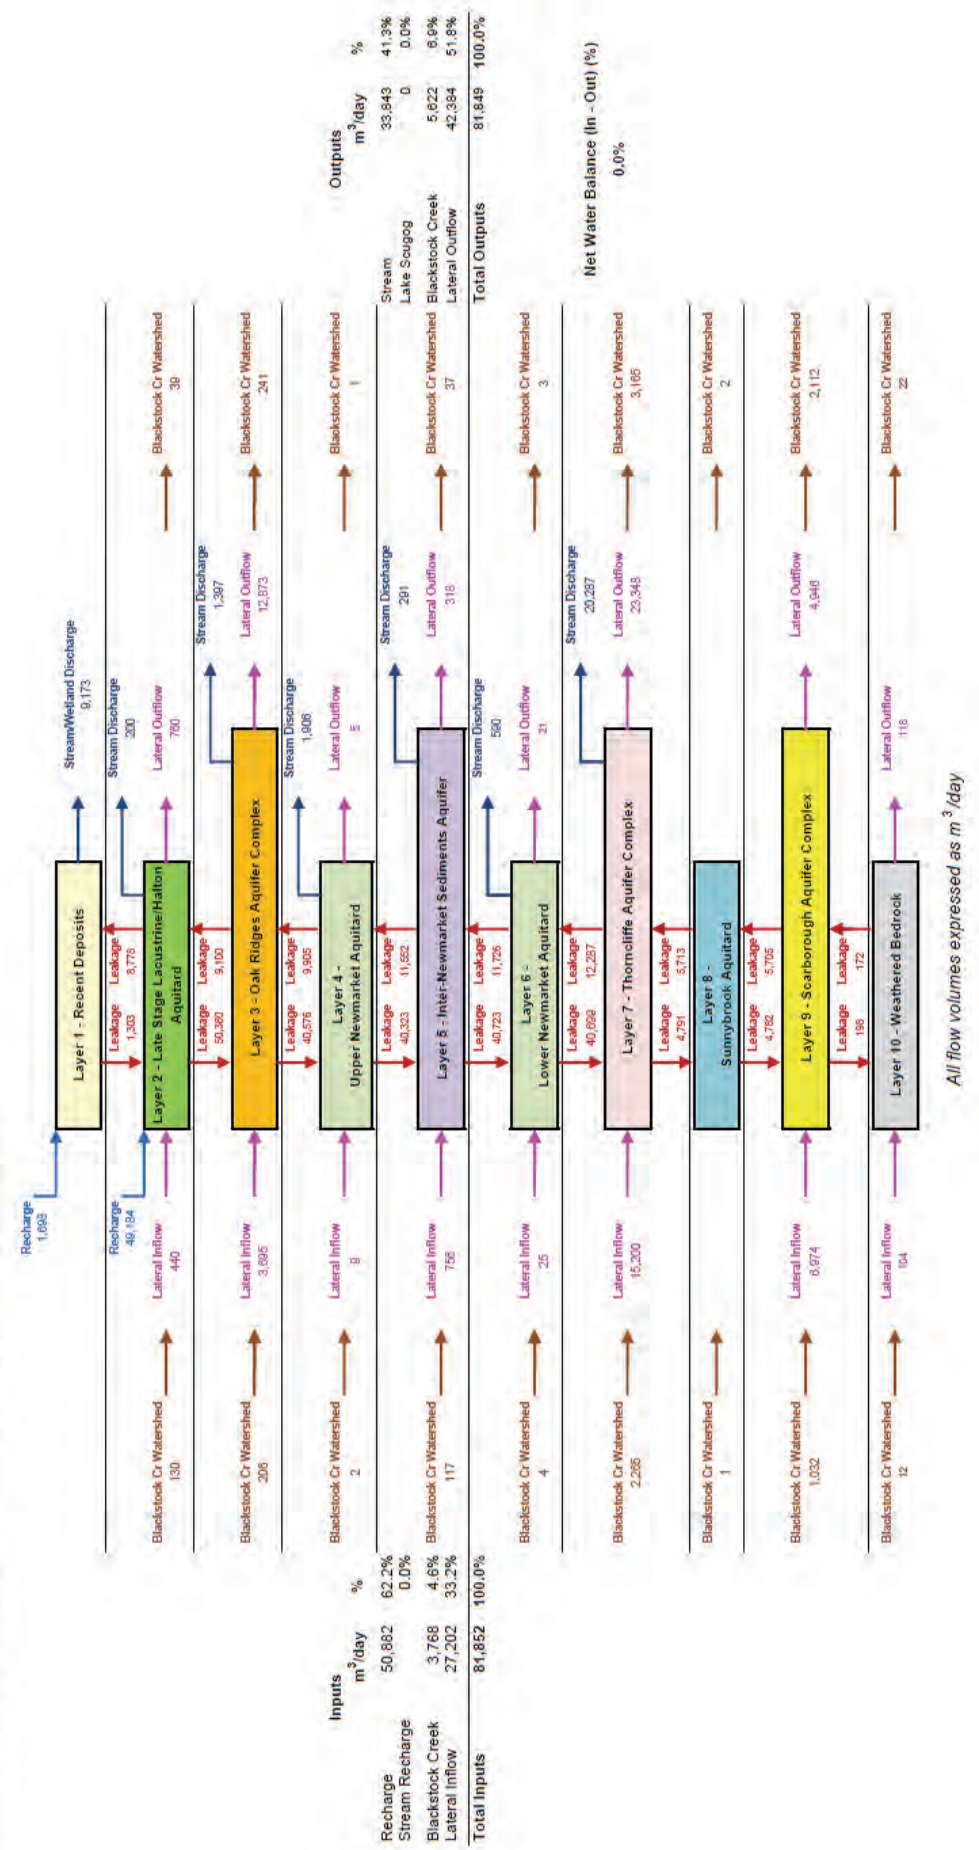 Recharge
1,698
Layer 1 - Recent Deposits
Stream/Wetland Discharge
9,173
Leakage
1,303
Leakage
8,778
Recharge
49,184
Stream Discharge
200
Blackstock Cr Watershed
130
Lateral Inflow
440
Layer 2 - Late Stage Lacustrine/Halton
Aquitard
Lateral Outflow
760
Blackstock Cr Watershed
39
Leakage
50,380
Leakage
9,100
Stream Discharge
1,397
Blackstock Cr Watershed
206
Lateral Inflow
3,695
Layer 3 - Oak Ridges Aquifer Complex
Lateral Outflow
12,873
Blackstock Cr Watershed
241
Leakage
40,576
Leakage
9,905
Stream Discharge
1,906
Blackstock Cr Watershed
2
Lateral Inflow
9
Layer 4 -
Upper Newmarket Aquitard
Lateral Outflow
5
Blackstock Cr Watershed
1
Leakage
40,323
Leakage
11,552
Stream Discharge
291
Blackstock Cr Watershed
117
Lateral Inflow
756
Layer 5 - Inter-Newmarket Sediments Aquifer
Lateral Outflow
318
Blackstock Cr Watershed
37
Leakage
40,723
Leakage
11,726
Stream Discharge
590
Blackstock Cr Watershed
4
Lateral Inflow
25
Layer 6 -
Lower Newmarket Aquitard
Lateral Outflow
21
Blackstock Cr Watershed
3
Leakage
40,699
Leakage
12,287
Stream Discharge
20,287
Blackstock Cr Watershed
2,265
Lateral Inflow
15,200
Layer 7 - Thorncliffe Aquifer Complex
Lateral Outflow
23,348
Blackstock Cr Watershed
3,165
Leakage
4,791
Leakage
5,713
Blackstock Cr Watershed
1
Layer 8 -
Sunnybrook Aquitard
Blackstock Cr Watershed
2
Leakage
4,782
Leakage
5,705
Blackstock Cr Watershed
1,032
Lateral Inflow
6,974
Layer 9 - Scarborough Aquifer Complex
Lateral Outflow
4,946
Blackstock Cr Watershed
2,112
Leakage
198
Leakage
172
Blackstock Cr Watershed
12
Lateral Inflow
104
Layer 10 - Weathered Bedrook
Lateral Outflow
118
Blackstock Cr Watershed
22
Inputs
m³/day %
Recharge 50,882 62.2%
Stream Recharge 0.0%
Blackstock Creek 3,768 4.6%
Lateral Inflow 27,202 33.2%
Total Inputs 81,852 100.0%
Outputs
m³/day %
Stream 33,843 41.3%
Lake Scugog 0 0.0%
Blackstock Creek 5,622 6.9%
Lateral Outflow 42,384 51.8%
Total Outputs 81,849 100.0%
Net Water Balance (In - Out) (%)
0.0%
All flow volumes expressed as m³/day